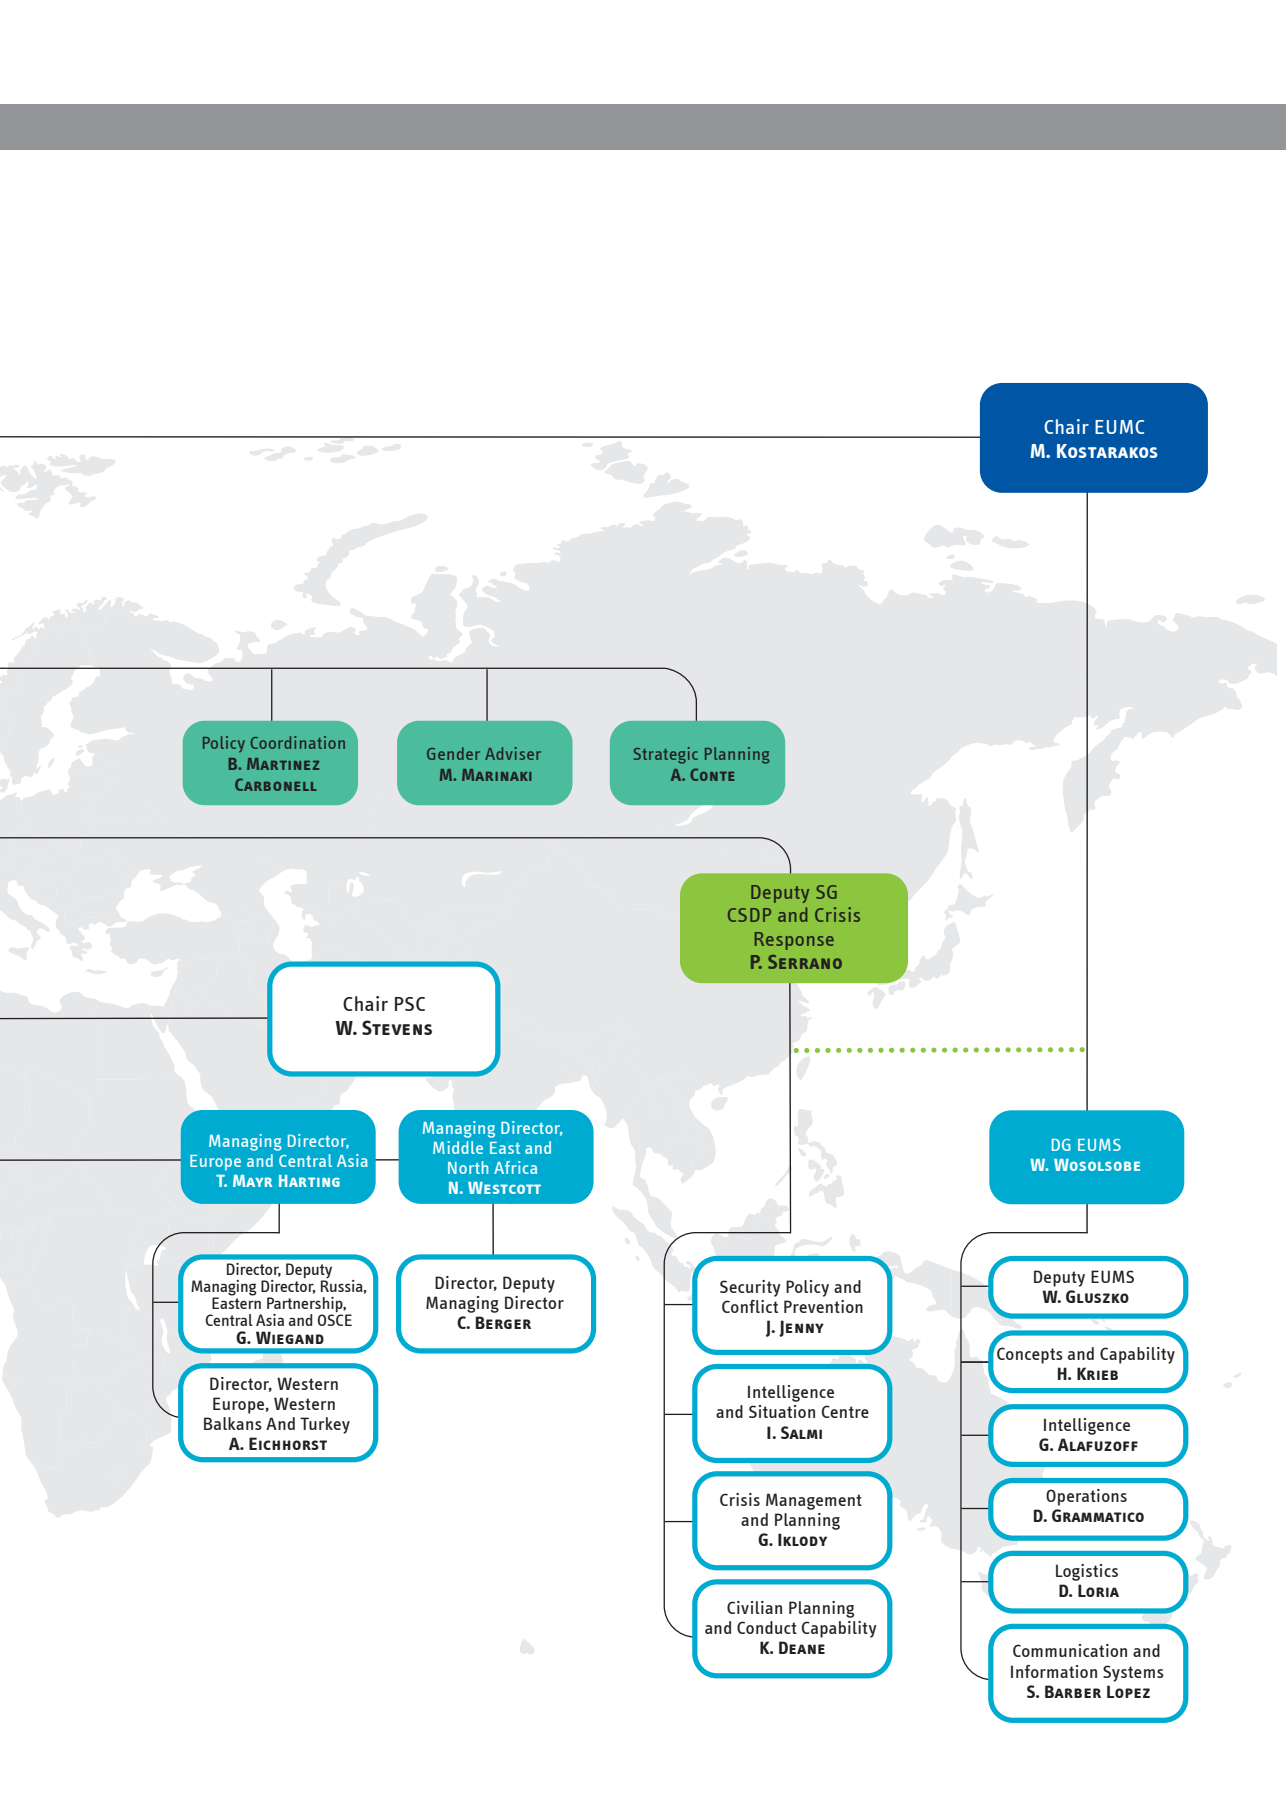 Chair EUMC
M. Kostarakos
Policy Coordination
B. Martinez
Carbonell
Gender Adviser
M. Marinaki
Strategic Planning
A. Conte
Deputy SG
CSDP and Crisis
Response
P. Serrano
Chair PSC
W. Stevens
Managing Director,
Europe and Central Asia
T. Mayr Harting
Managing Director,
Middle East and
North Africa
N. Westcott
DG EUMS
W. Wosolsobe
Director, Deputy
Managing Director, Russia,
Eastern Partnership,
Central Asia and OSCE
G. Wiegand
Director, Western
Europe, Western
Balkans And Turkey
A. Eichhorst
Director, Deputy
Managing Director
C. Berger
Security Policy and
Conflict Prevention
J. Jenny
Intelligence
and Situation Centre
I. Salmi
Crisis Management
and Planning
G. Iklody
Civilian Planning
and Conduct Capability
K. Deane
Deputy EUMS
W. Gluszko
Concepts and Capability
H. Krieb
Intelligence
G. Alafuzoff
Operations
D. Grammatico
Logistics
D. Loria
Communication and
Information Systems
S. Barber Lopez